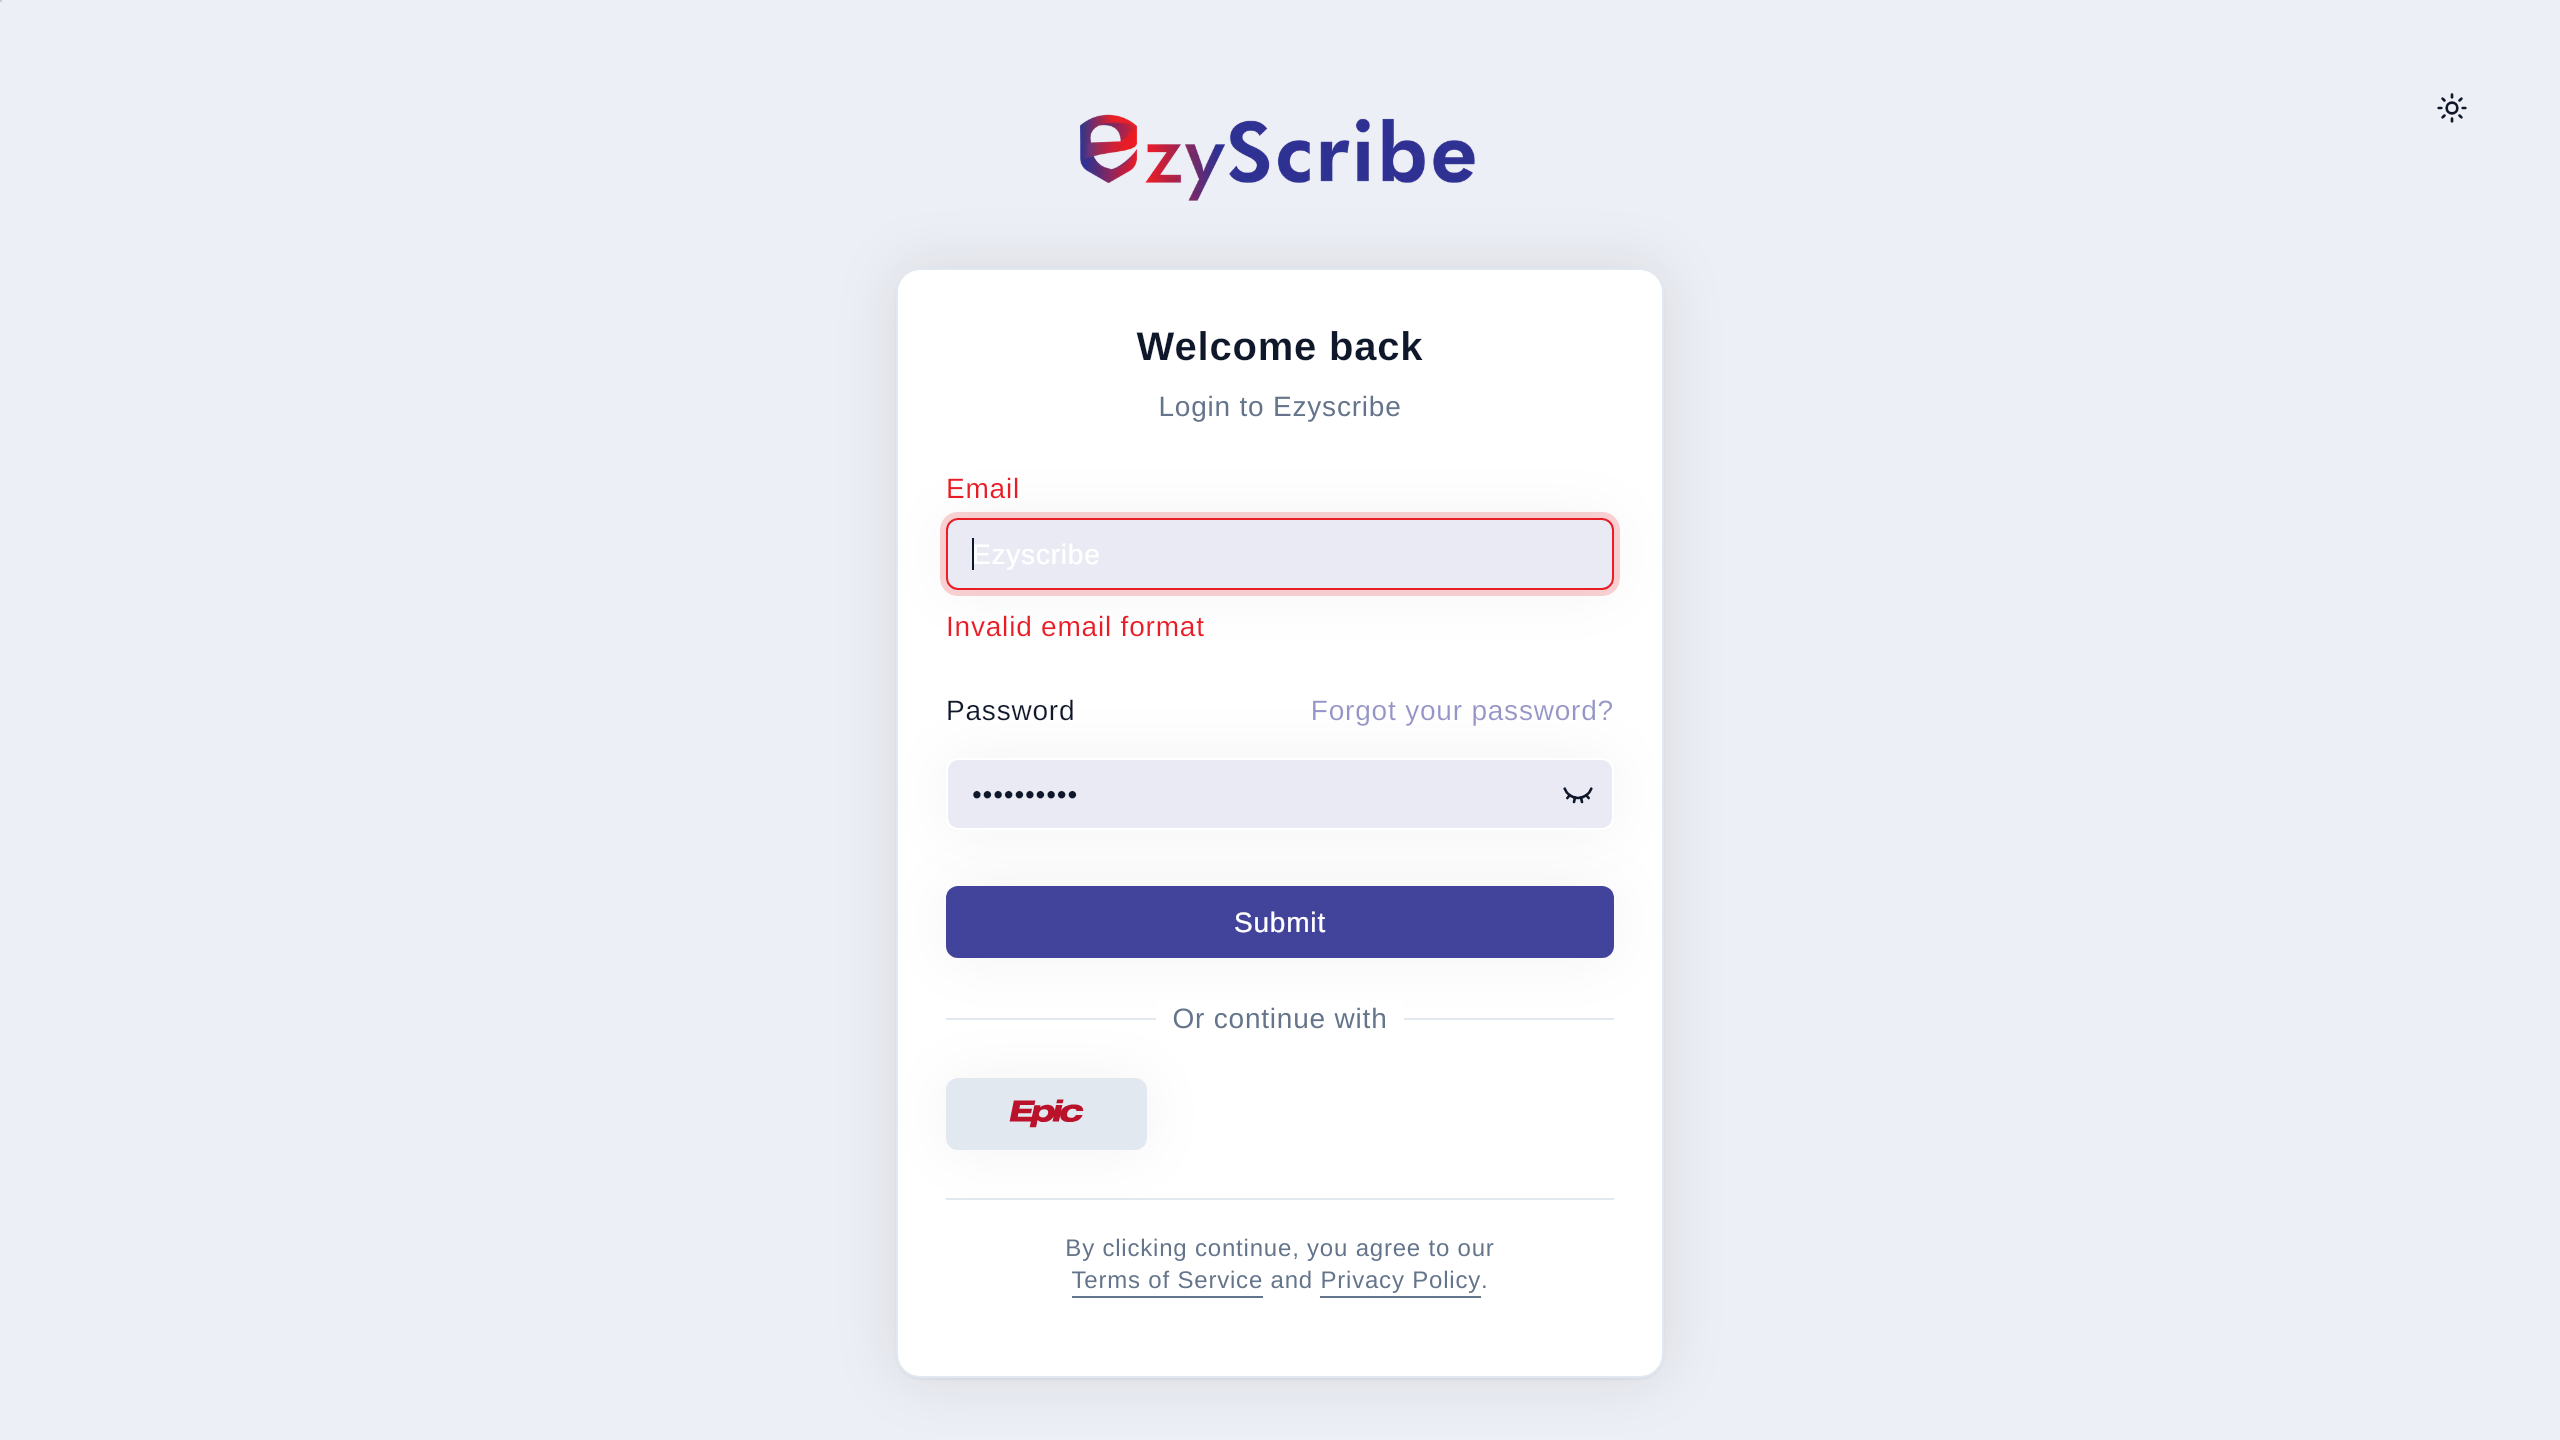 ezyScribe
Welcome back
Login to Ezyscribe
Email
Ezyscribe
Invalid email format
Password
Forgot your password?
••••••••••
Submit
Or continue with
Epic
By clicking continue, you agree to our
Terms of Service and Privacy Policy.